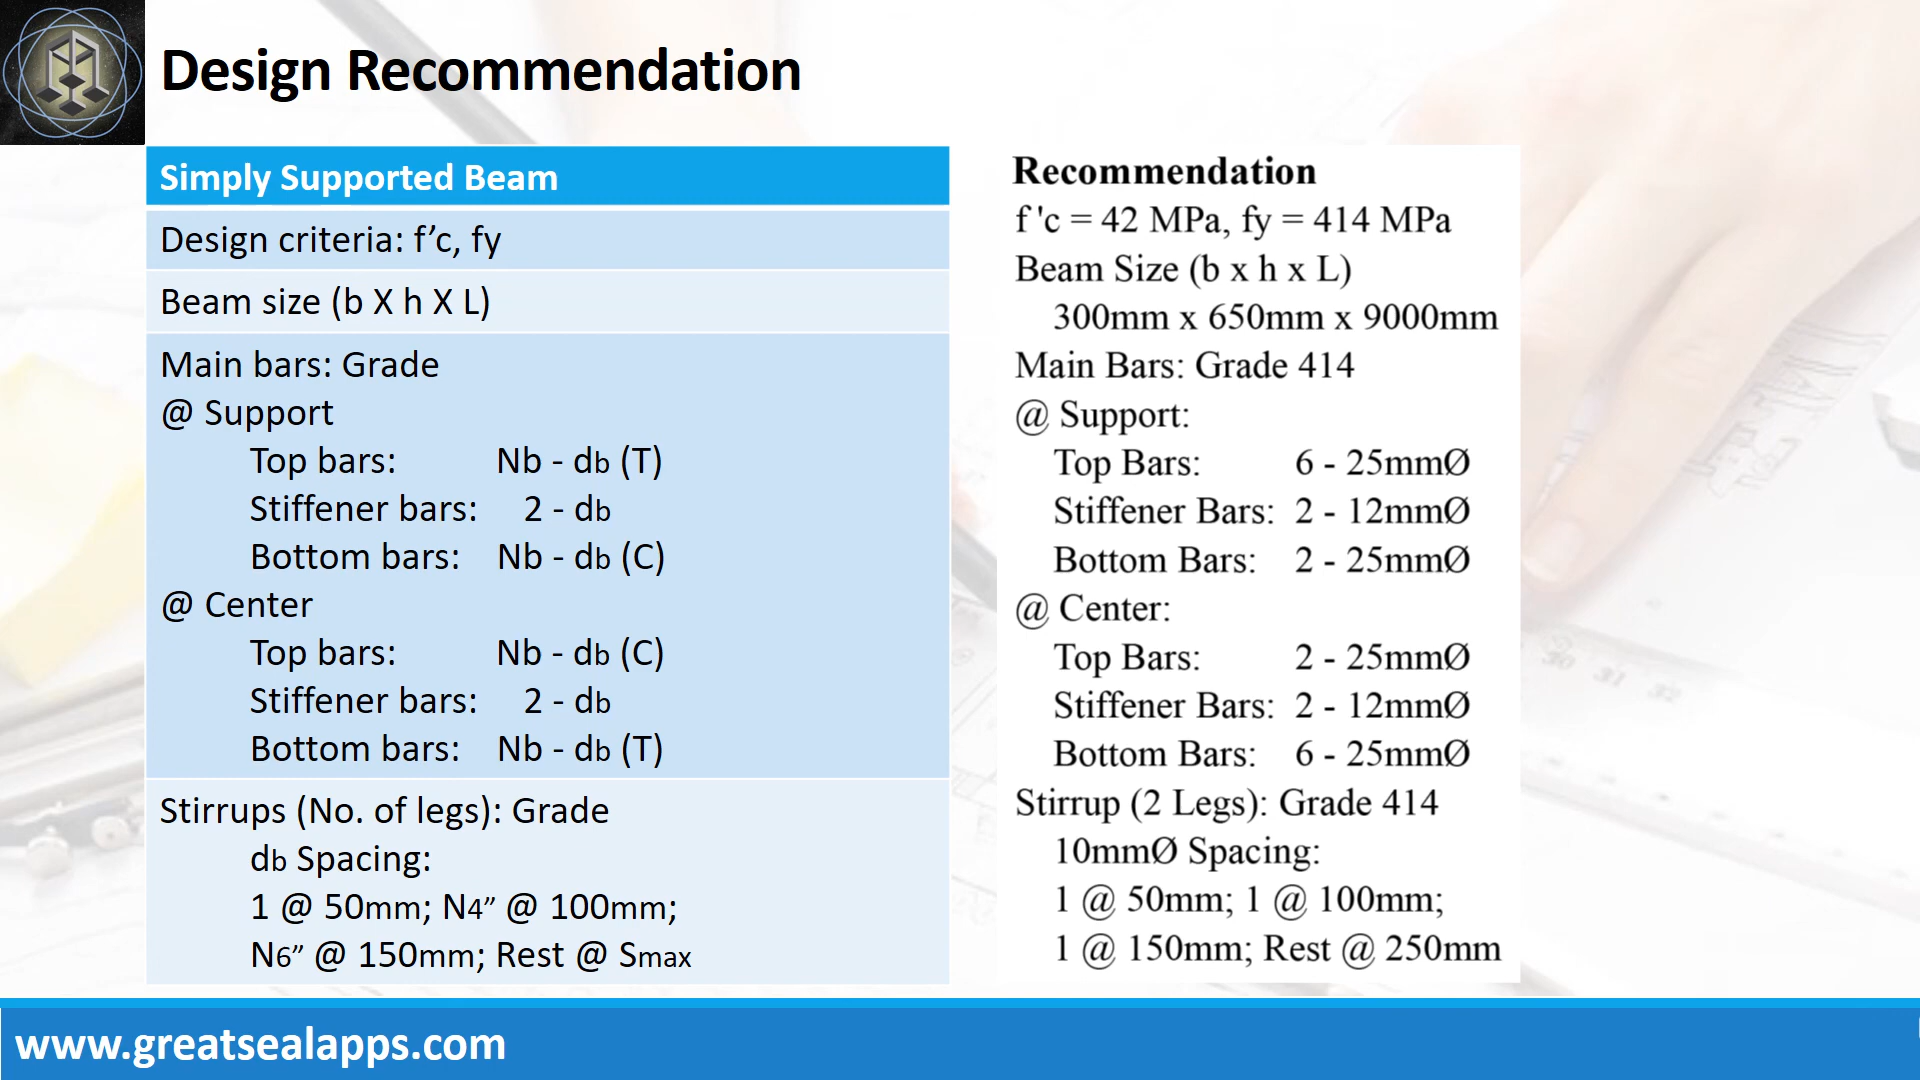 Design Recommendation
Simply Supported Beam
Design criteria: f’c, fy
Beam size (b X h X L)
Main bars: Grade
@ Support
Top bars: Nb - db (T)
Stiffener bars: 2 - db
Bottom bars: Nb - db (C)
@ Center
Top bars: Nb - db (C)
Stiffener bars: 2 - db
Bottom bars: Nb - db (T)
Stirrups (No. of legs): Grade
db Spacing:
1 @ 50mm; N4” @ 100mm;
N6” @ 150mm; Rest @ Smax
Recommendation
f 'c = 42 MPa, fy = 414 MPa
Beam Size (b x h x L)
300mm x 650mm x 9000mm
Main Bars: Grade 414
@ Support:
Top Bars: 6 - 25mmØ
Stiffener Bars: 2 - 12mmØ
Bottom Bars: 2 - 25mmØ
@ Center:
Top Bars: 2 - 25mmØ
Stiffener Bars: 2 - 12mmØ
Bottom Bars: 6 - 25mmØ
Stirrup (2 Legs): Grade 414
10mmØ Spacing:
1 @ 50mm; 1 @ 100mm;
1 @ 150mm; Rest @ 250mm
30 31 32
www.greatsealapps.com